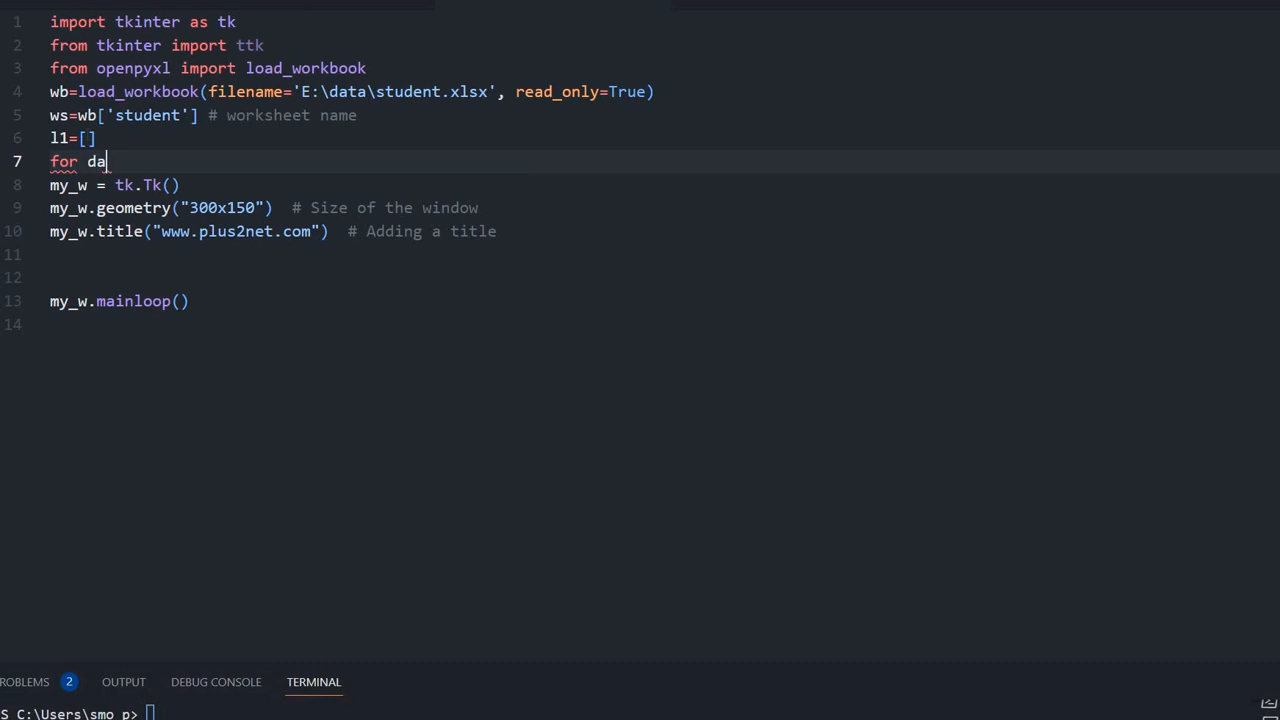 1 import tkinter as tk
2 from tkinter import ttk
3 from openpyxl import load_workbook
4 wb=load_workbook(filename='E:\data\student.xlsx', read_only=True)
5 ws=wb['student'] # worksheet name
6 l1=[]
7 for da
8 my_w = tk.Tk()
9 my_w.geometry("300x150")  # Size of the window
10 my_w.title("www.plus2net.com")  # Adding a title
11
12
13 my_w.mainloop()
14
ROBLEMS 2 OUTPUT DEBUG CONSOLE TERMINAL
S C:\Users\smo_p>